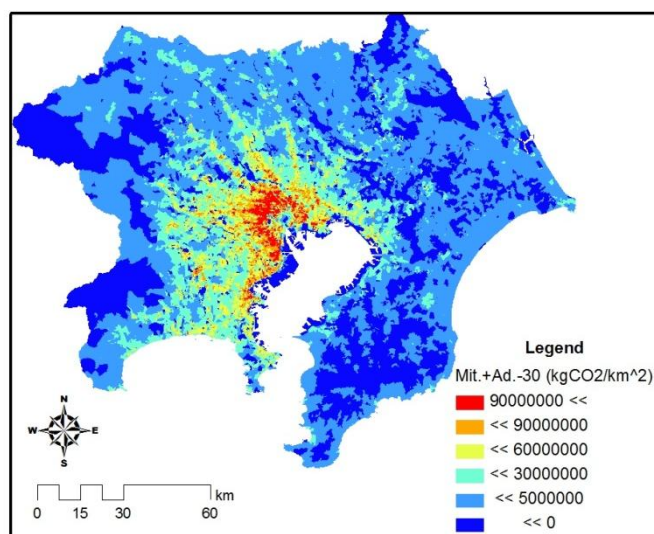 Legend
Mit.+Ad.-30 (kgCO2/km^2)
90000000 <<
<< 90000000
<< 60000000
<< 30000000
<< 5000000
<< 0
N
W E
S
km
0 15 30 60